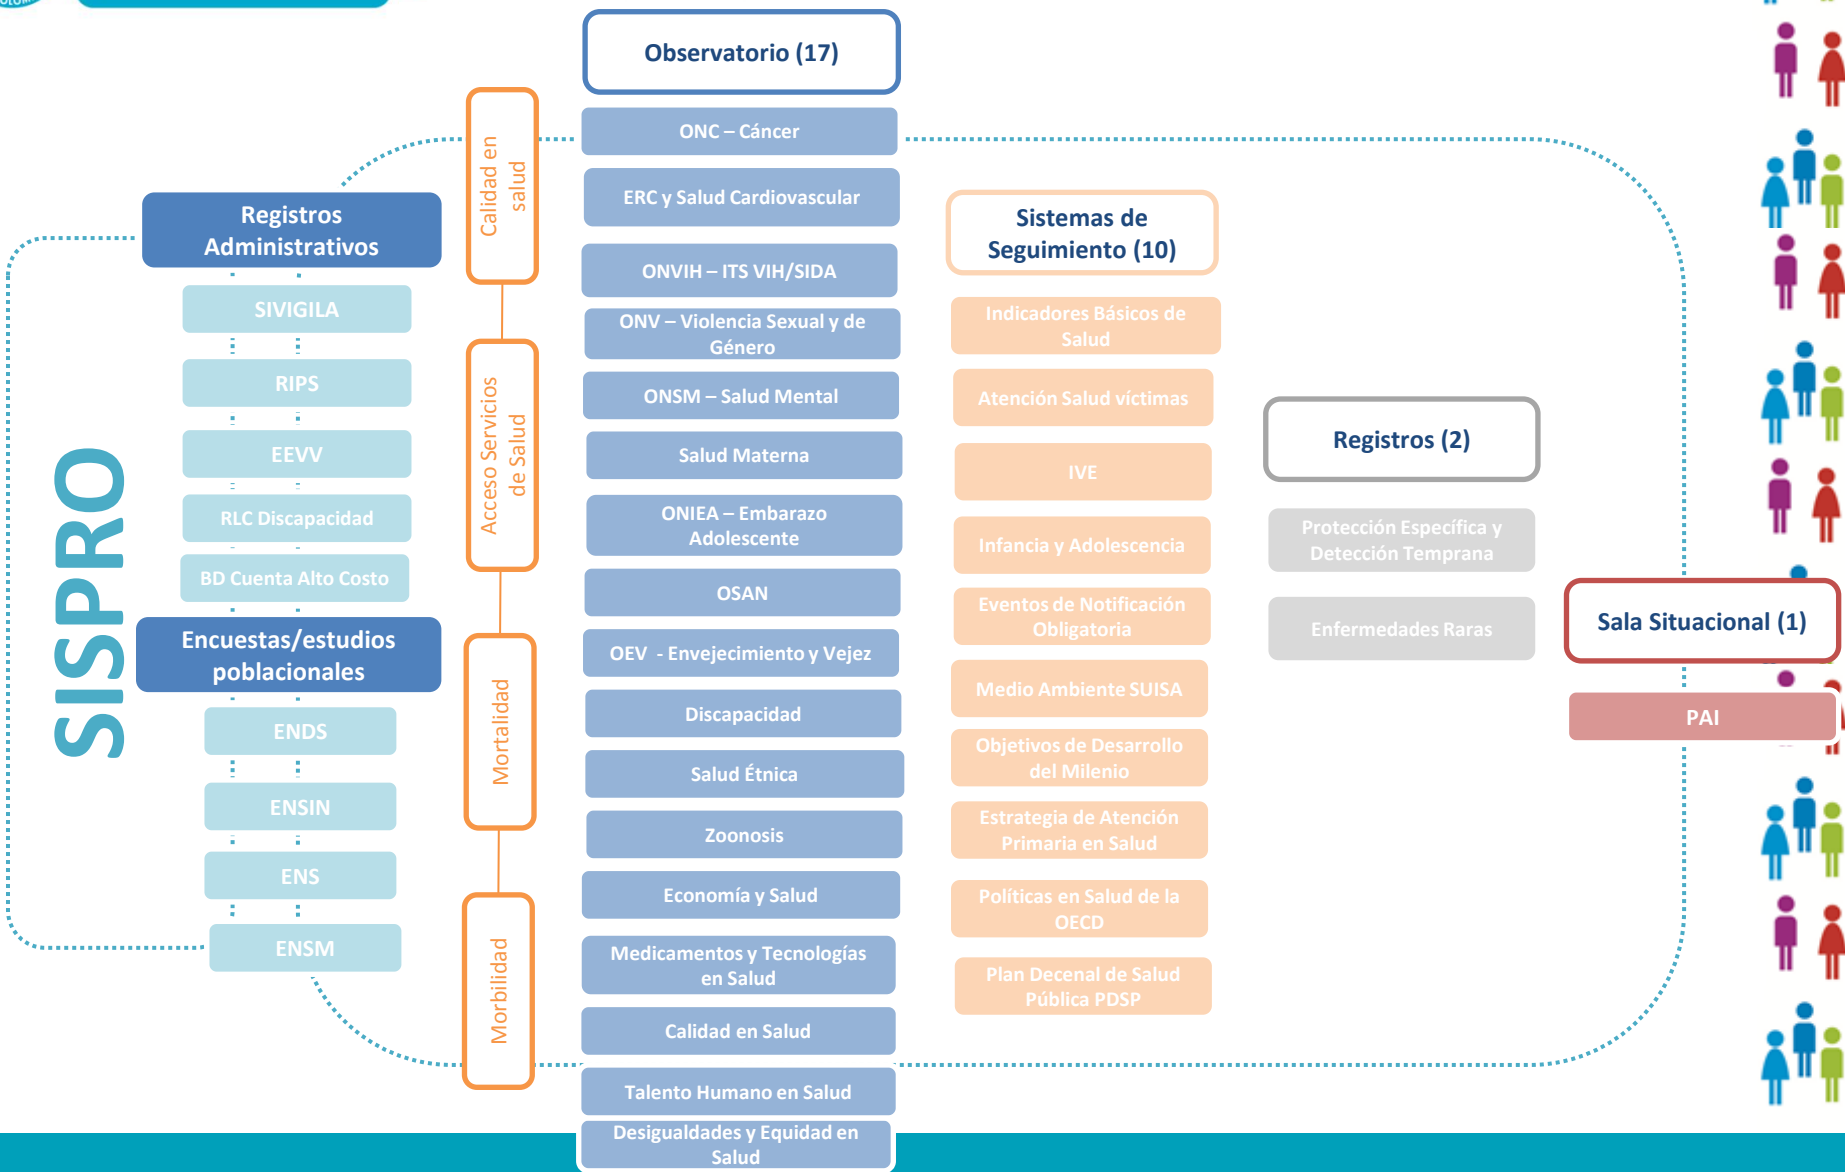 SISPRO
Registros
Administrativos
SIVIGILA
RIPS
EEVV
RLC Discapacidad
BD Cuenta Alto Costo
Encuestas/estudios
poblacionales
ENDS
ENSIN
ENS
ENSM
Calidad en
salud
Acceso Servicios
de Salud
Mortalidad
Morbilidad
Observatorio (17)
ONC – Cáncer
ERC y Salud Cardiovascular
ONVIH – ITS VIH/SIDA
ONV – Violencia Sexual y de
Género
ONSM – Salud Mental
Salud Materna
ONIEA – Embarazo
Adolescente
OSAN
OEV - Envejecimiento y Vejez
Discapacidad
Salud Étnica
Zoonosis
Economía y Salud
Medicamentos y Tecnologías
en Salud
Calidad en Salud
Talento Humano en Salud
Desigualdades y Equidad en
Salud
Sistemas de
Seguimiento (10)
Indicadores Básicos de
Salud
Atención Salud víctimas
IVE
Infancia y Adolescencia
Eventos de Notificación
Obligatoria
Medio Ambiente SUISA
Objetivos de Desarrollo
del Milenio
Estrategia de Atención
Primaria en Salud
Políticas en Salud de la
OECD
Plan Decenal de Salud
Pública PDSP
Registros (2)
Protección Específica y
Detección Temprana
Enfermedades Raras
Sala Situacional (1)
PAI